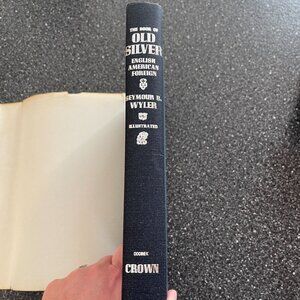 THE BOOK OF
OLD
SILVER
ENGLISH
AMERICAN
FOREIGN
SEYMOUR B.
WYLER
ILLUSTRATED
CROWN